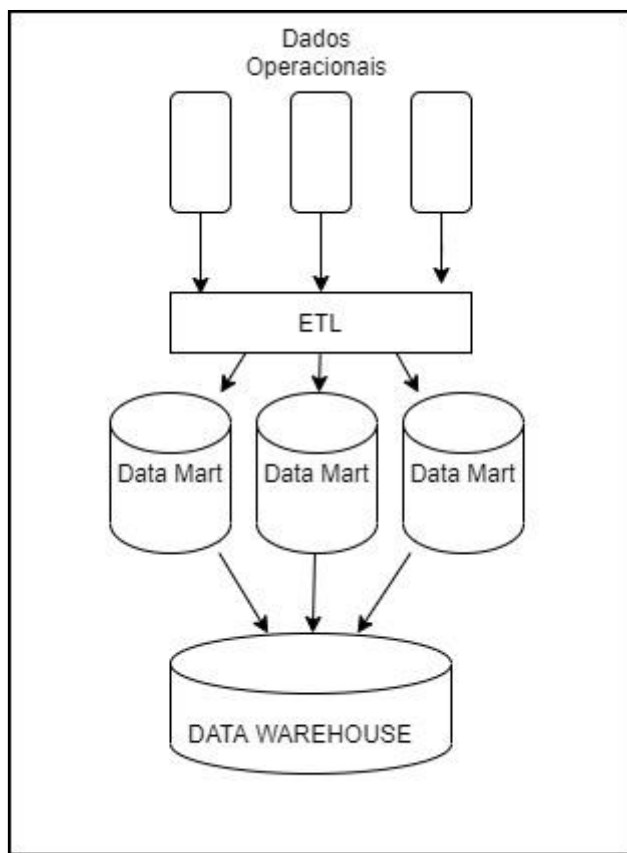 Dados
Operacionais
ETL
Data Mart
Data Mart
Data Mart
DATA WAREHOUSE